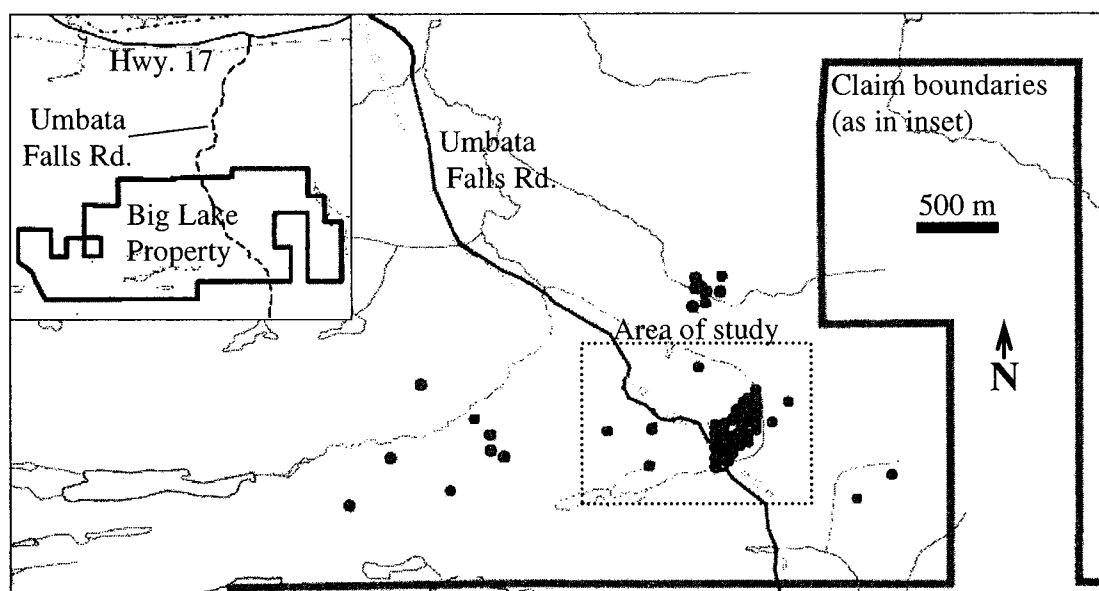 Hwy. 17
Umbata
Falls Rd.
Big Lake
Property
Umbata
Falls Rd.
Claim boundaries
(as in inset)
500 m
Area of study
N